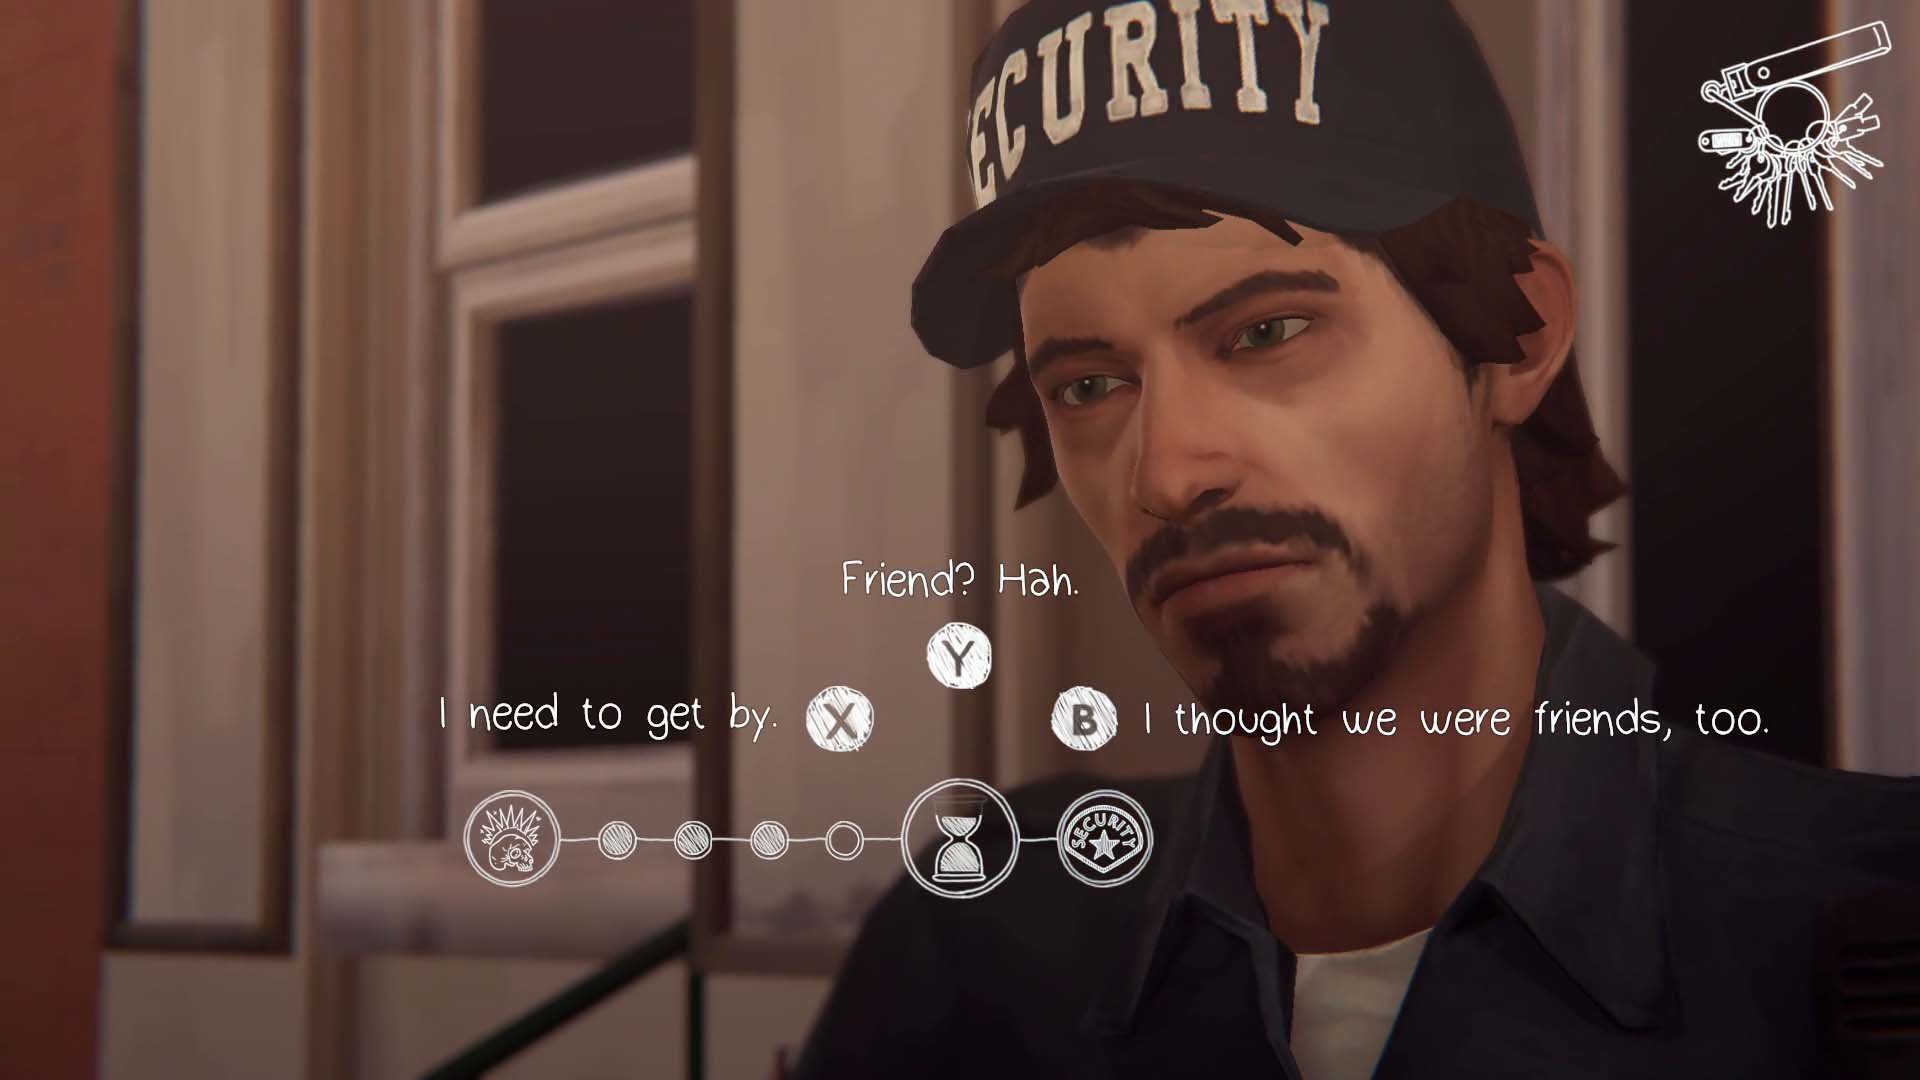 SECURITY
Friend? Hah.
Y
I need to get by.
X
B
I thought we were friends, too.
SECURITY